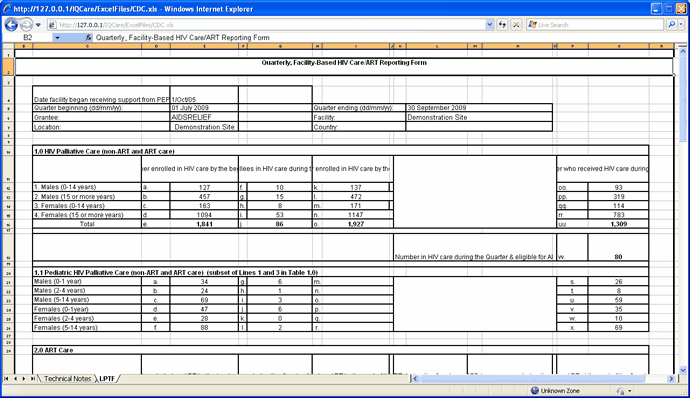 http://127.0.0.1/IQCare/ExcelFiles/CDC.xls - Windows Internet Explorer
http://127.0.0.1/IQCare/ExcelFiles/CDC.xls
Live Search
B2 fx Quarterly, Facility-Based HIV Care/ART Reporting Form
A B C D E F G H I J K L M N O P Q R
Quarterly, Facility-Based HIV Care/ART Reporting Form
Date facility began receiving support from PEP 1/Oct/05
Quarter beginning (dd/mm/yy): 01 July 2009 Quarter ending (dd/mm/yy): 30 September 2009
Grantee: AIDSRELIEF Facility: Demonstration Site
Location: Demonstration Site Country:
1.0 HIV Palliative Care (non-ART and ART care)
er enrolled in HIV care by the be llees in HIV care during th enrolled in HIV care by the er who received HIV care during
1. Males (0-14 years) a. 127 f. 10 k. 137 oo. 93
2. Males (15 or more years) b. 457 g. 15 l. 472 pp. 319
3. Females (0-14 years) c. 163 h. 8 m. 171 qq. 114
4. Females (15 or more years) d. 1094 i. 53 n. 1147 rr. 783
Total e. 1,841 j. 86 o. 1,927 uu. 1,309
Number in HIV care during the Quarter & eligible for AI w. 80
1.1 Pediatric HIV Palliative Care (non-ART and ART care) (subset of Lines 1 and 3 in Table 1.0)
Males (0-1 year) a. 34 g. 6 m. s. 26
Males (2-4 years) b. 24 h. 1 n. t. 8
Males (5-14 years) c. 69 i. 3 o. u. 59
Females (0-1year) d. 47 j. 6 p. v. 35
Females (2-4 years) e. 28 k. 0 q. w. 10
Females (5-14 years) f. 88 l. 2 r. x. 69
2.0 ART Care
Technical Notes LPTF
Unknown Zone